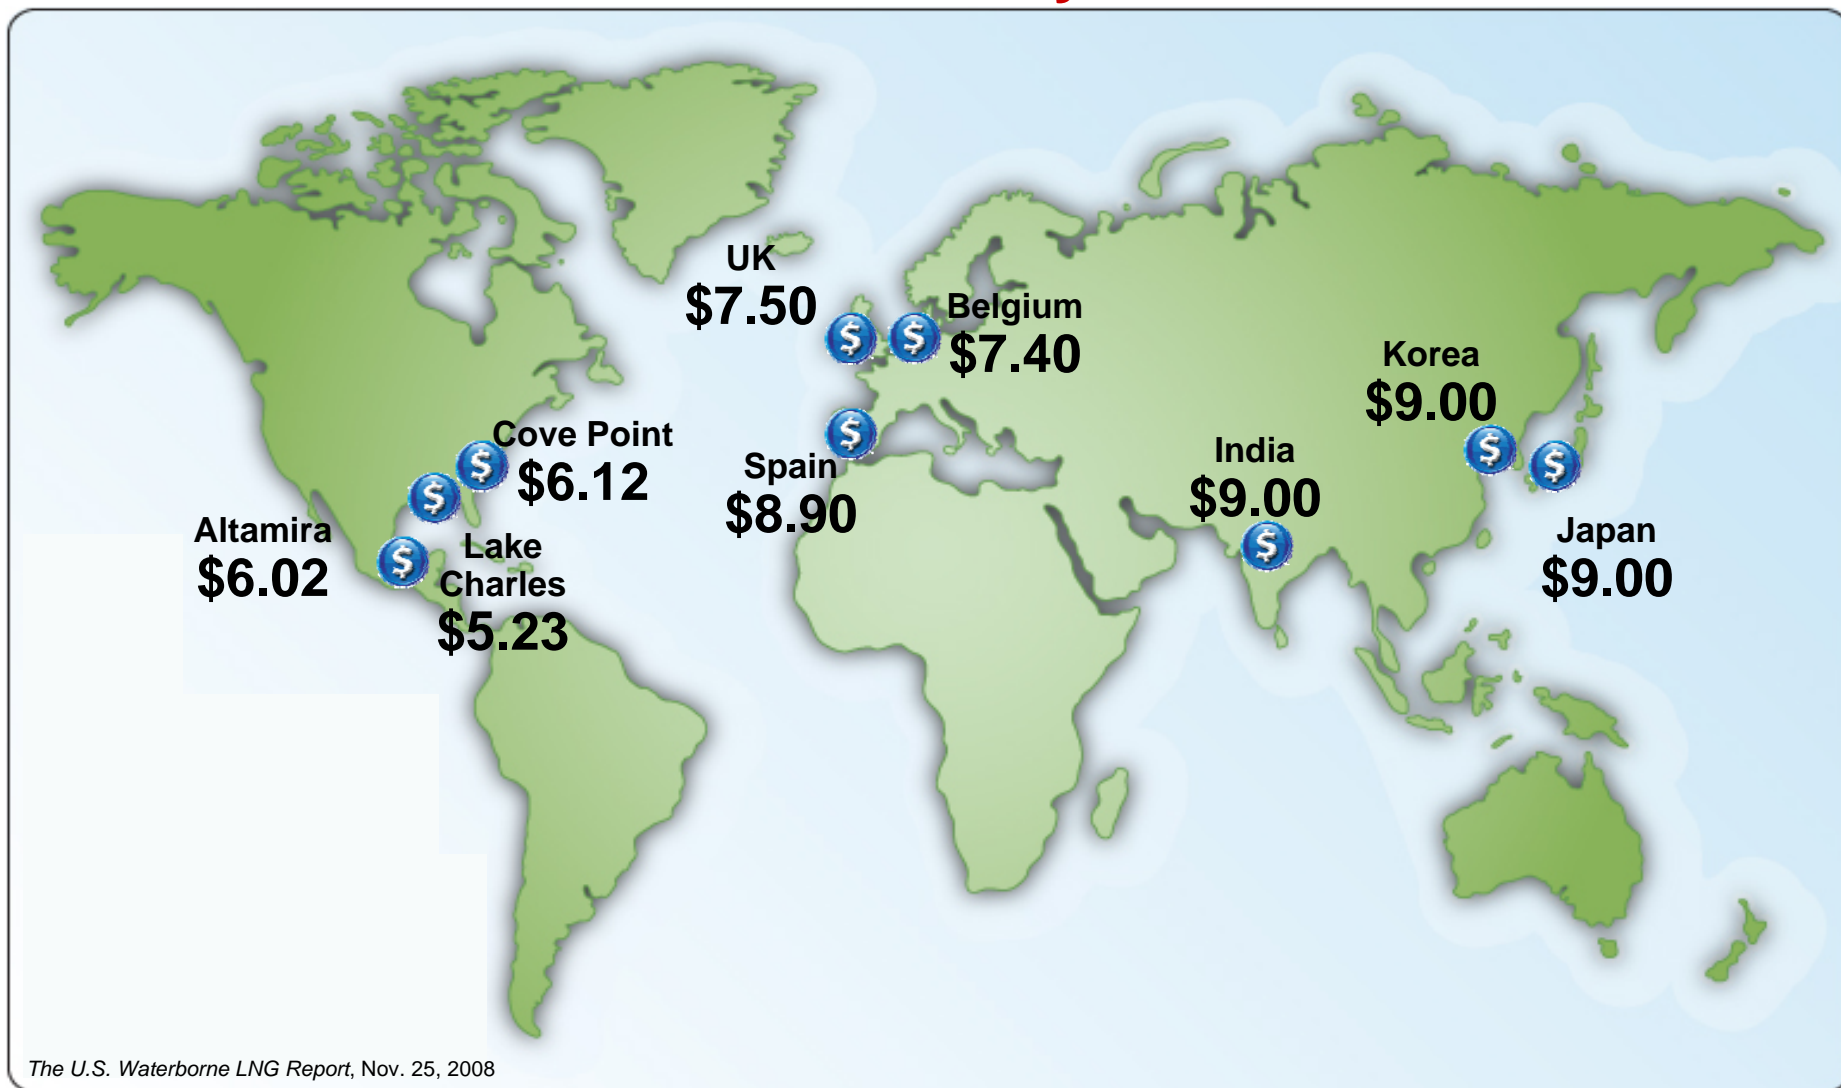 UK
$7.50
Belgium
$7.40
Korea
$9.00
Cove Point
$6.12
Spain
$8.90
India
$9.00
Altamira
$6.02
Lake
Charles
$5.23
Japan
$9.00
The U.S. Waterborne LNG Report, Nov. 25, 2008